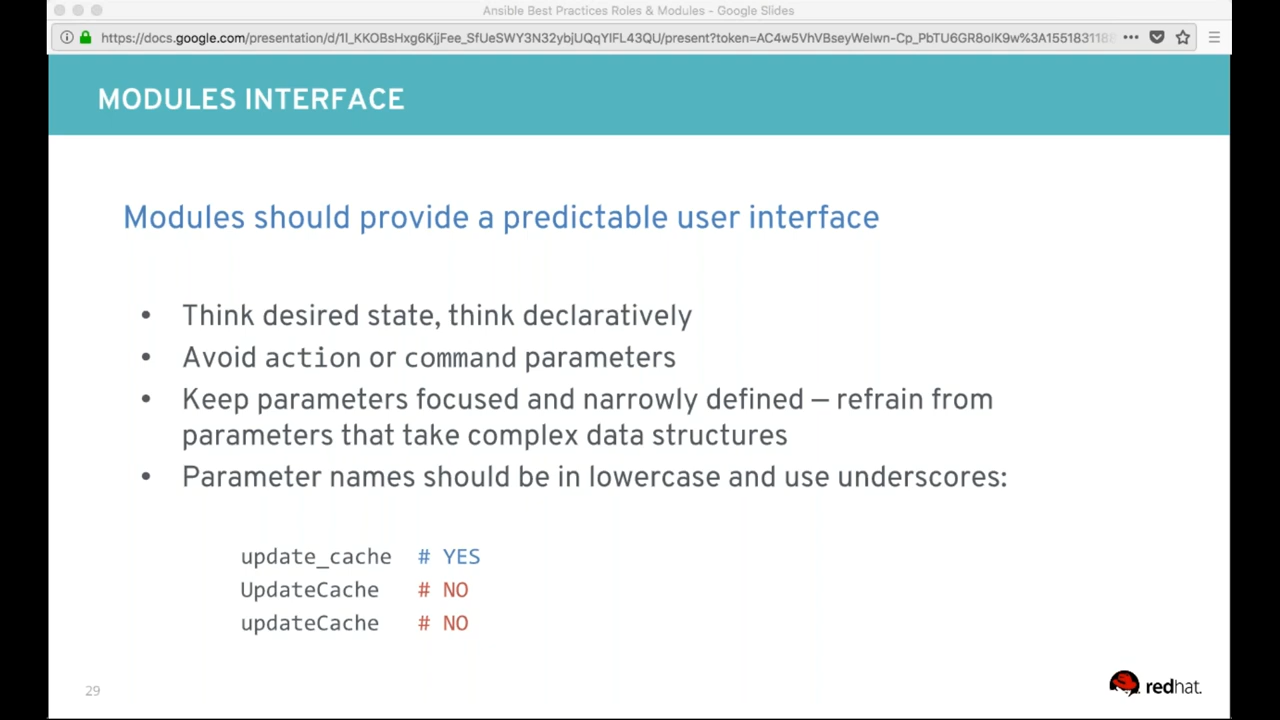 Ansible Best Practices Roles & Modules - Google Slides
MODULES INTERFACE
Modules should provide a predictable user interface
• Think desired state, think declaratively
• Avoid action or command parameters
• Keep parameters focused and narrowly defined — refrain from
parameters that take complex data structures
• Parameter names should be in lowercase and use underscores:
update_cache # YES
UpdateCache # NO
updateCache # NO
29
redhat.